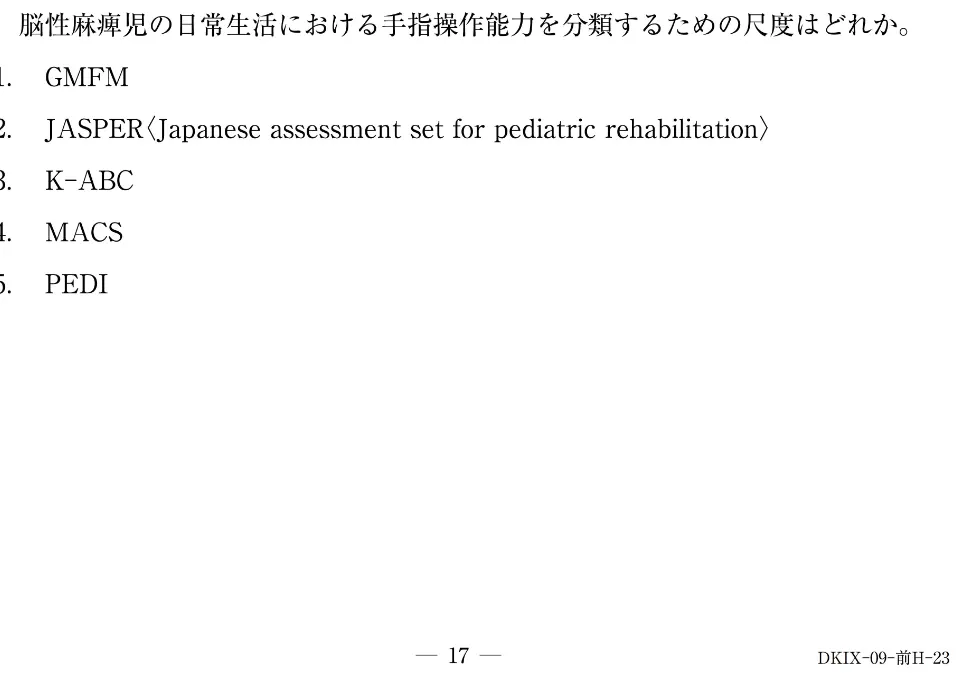 脳性麻痺児の日常生活における手指操作能力を分類するための尺度はどれか。
1. GMFM
2. JASPER〈Japanese assessment set for pediatric rehabilitation〉
3. K-ABC
4. MACS
5. PEDI
— 17 —
DKIX-09-前H-23